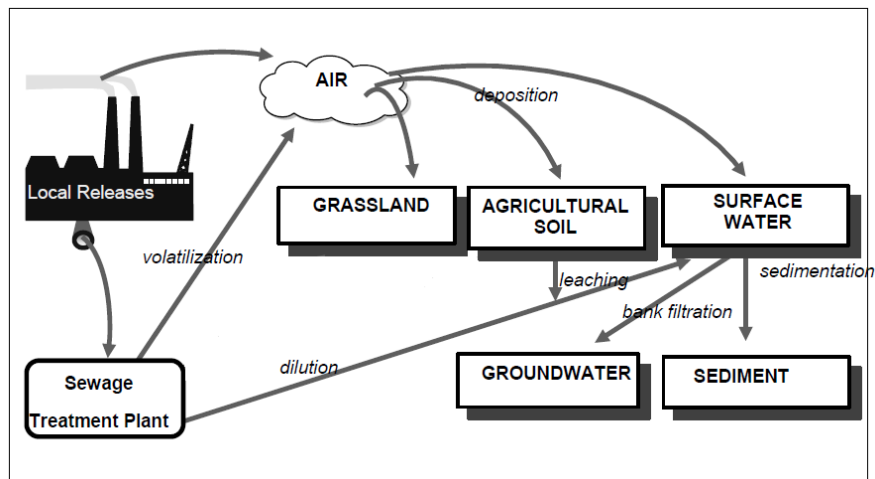 AIR
deposition
Local Releases
GRASSLAND
AGRICULTURAL
SOIL
SURFACE
WATER
volatilization
leaching
sedimentation
bank filtration
dilution
GROUNDWATER
SEDIMENT
Sewage
Treatment Plant